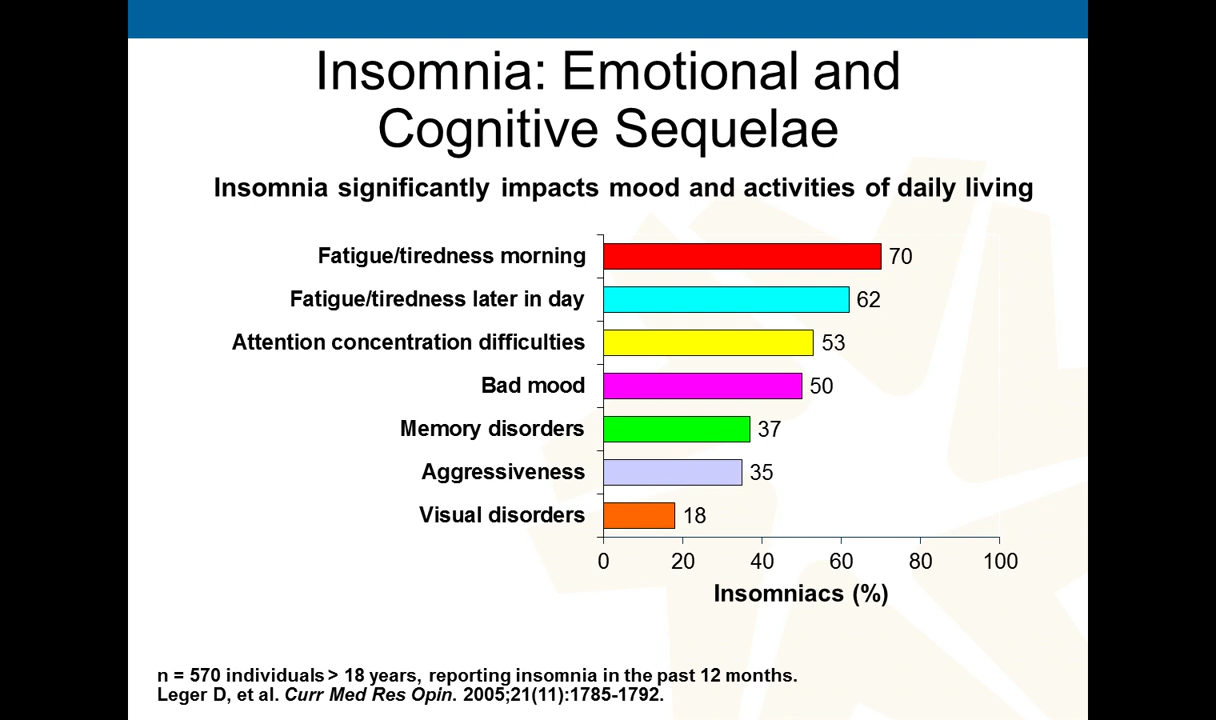 Insomnia: Emotional and
Cognitive Sequelae
Insomnia significantly impacts mood and activities of daily living
Fatigue/tiredness morning 70
Fatigue/tiredness later in day 62
Attention concentration difficulties 53
Bad mood 50
Memory disorders 37
Aggressiveness 35
Visual disorders 18
0 20 40 60 80 100
Insomniacs (%)
n = 570 individuals > 18 years, reporting insomnia in the past 12 months.
Leger D, et al. Curr Med Res Opin. 2005;21(11):1785-1792.